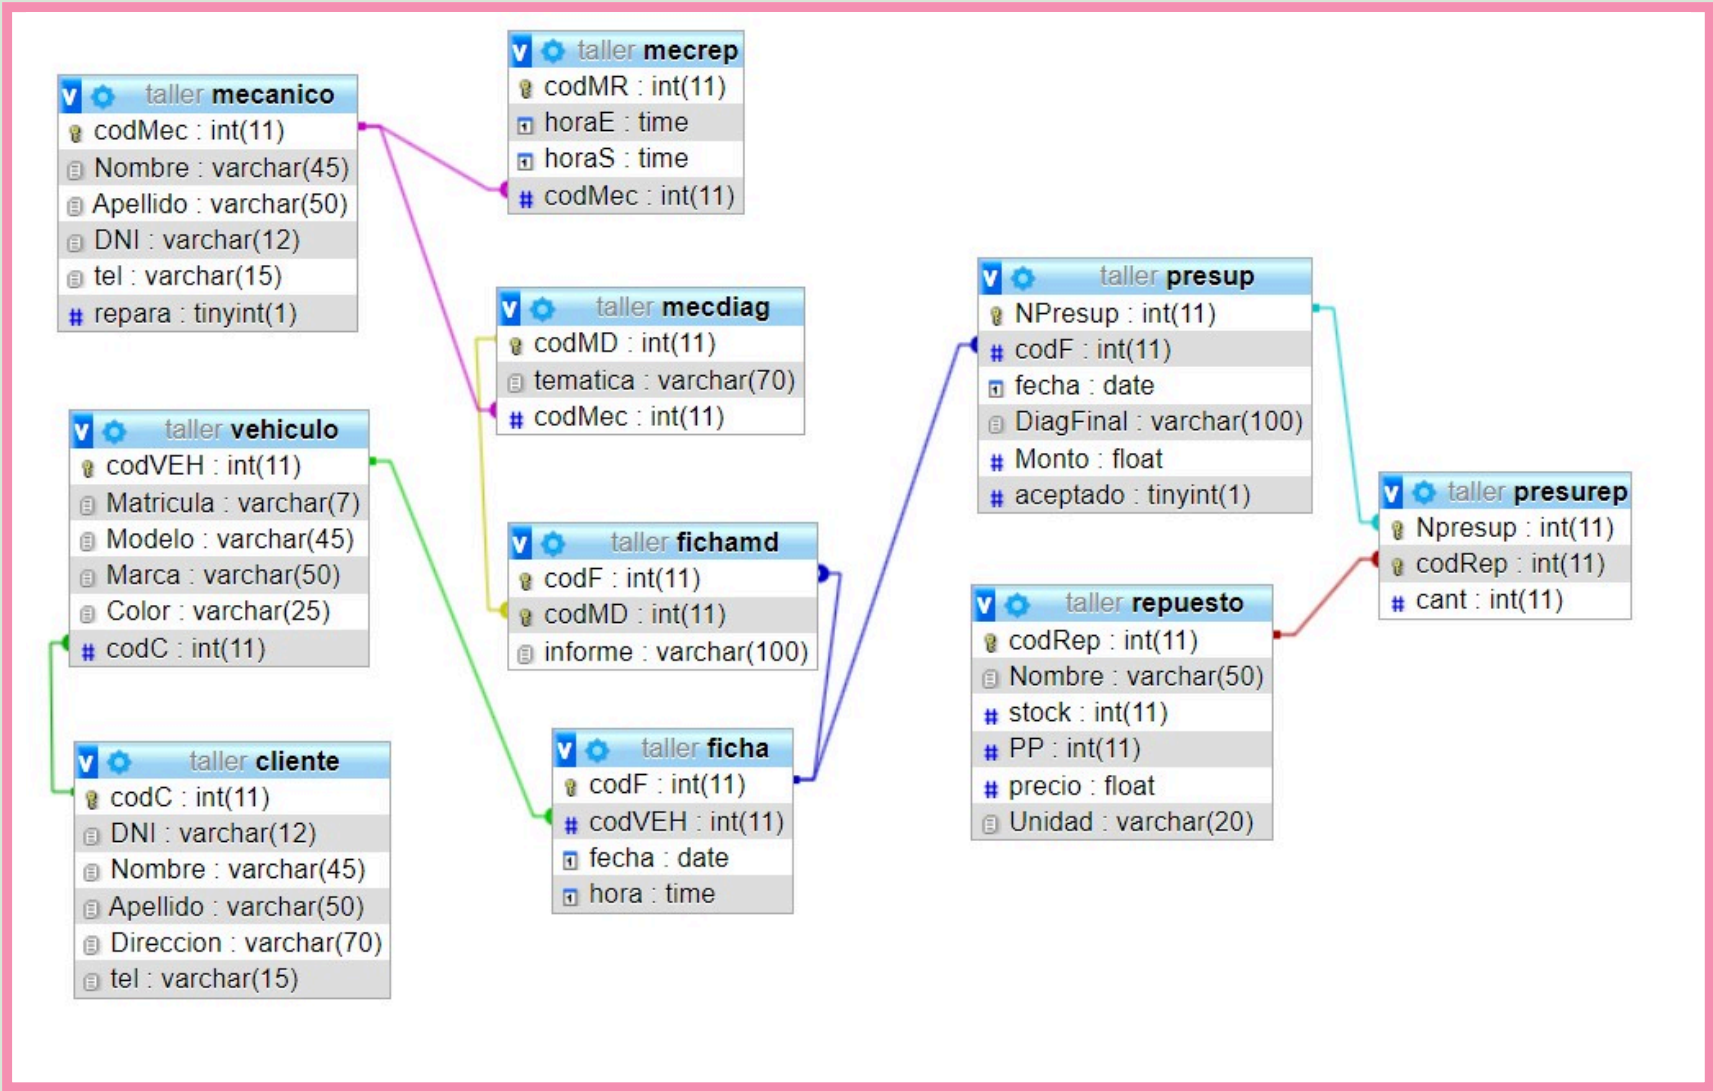 taller mecanico
codMec : int(11)
Nombre : varchar(45)
Apellido : varchar(50)
DNI : varchar(12)
tel : varchar(15)
# repara : tinyint(1)
taller mecrep
codMR : int(11)
horaE : time
horaS : time
# codMec : int(11)
taller mecdiag
codMD : int(11)
tematica : varchar(70)
# codMec : int(11)
taller vehiculo
codVEH : int(11)
Matricula : varchar(7)
Modelo : varchar(45)
Marca : varchar(50)
Color : varchar(25)
# codC : int(11)
taller fichamd
codF : int(11)
codMD : int(11)
informe : varchar(100)
taller cliente
codC : int(11)
DNI : varchar(12)
Nombre : varchar(45)
Apellido : varchar(50)
Direccion : varchar(70)
tel : varchar(15)
taller ficha
codF : int(11)
# codVEH : int(11)
fecha : date
hora : time
taller presup
NPresup : int(11)
# codF : int(11)
fecha : date
DiagFinal : varchar(100)
# Monto : float
# aceptado : tinyint(1)
taller repuesto
codRep : int(11)
Nombre : varchar(50)
# stock : int(11)
# PP : int(11)
# precio : float
Unidad : varchar(20)
taller presurep
Npresup : int(11)
codRep : int(11)
# cant : int(11)